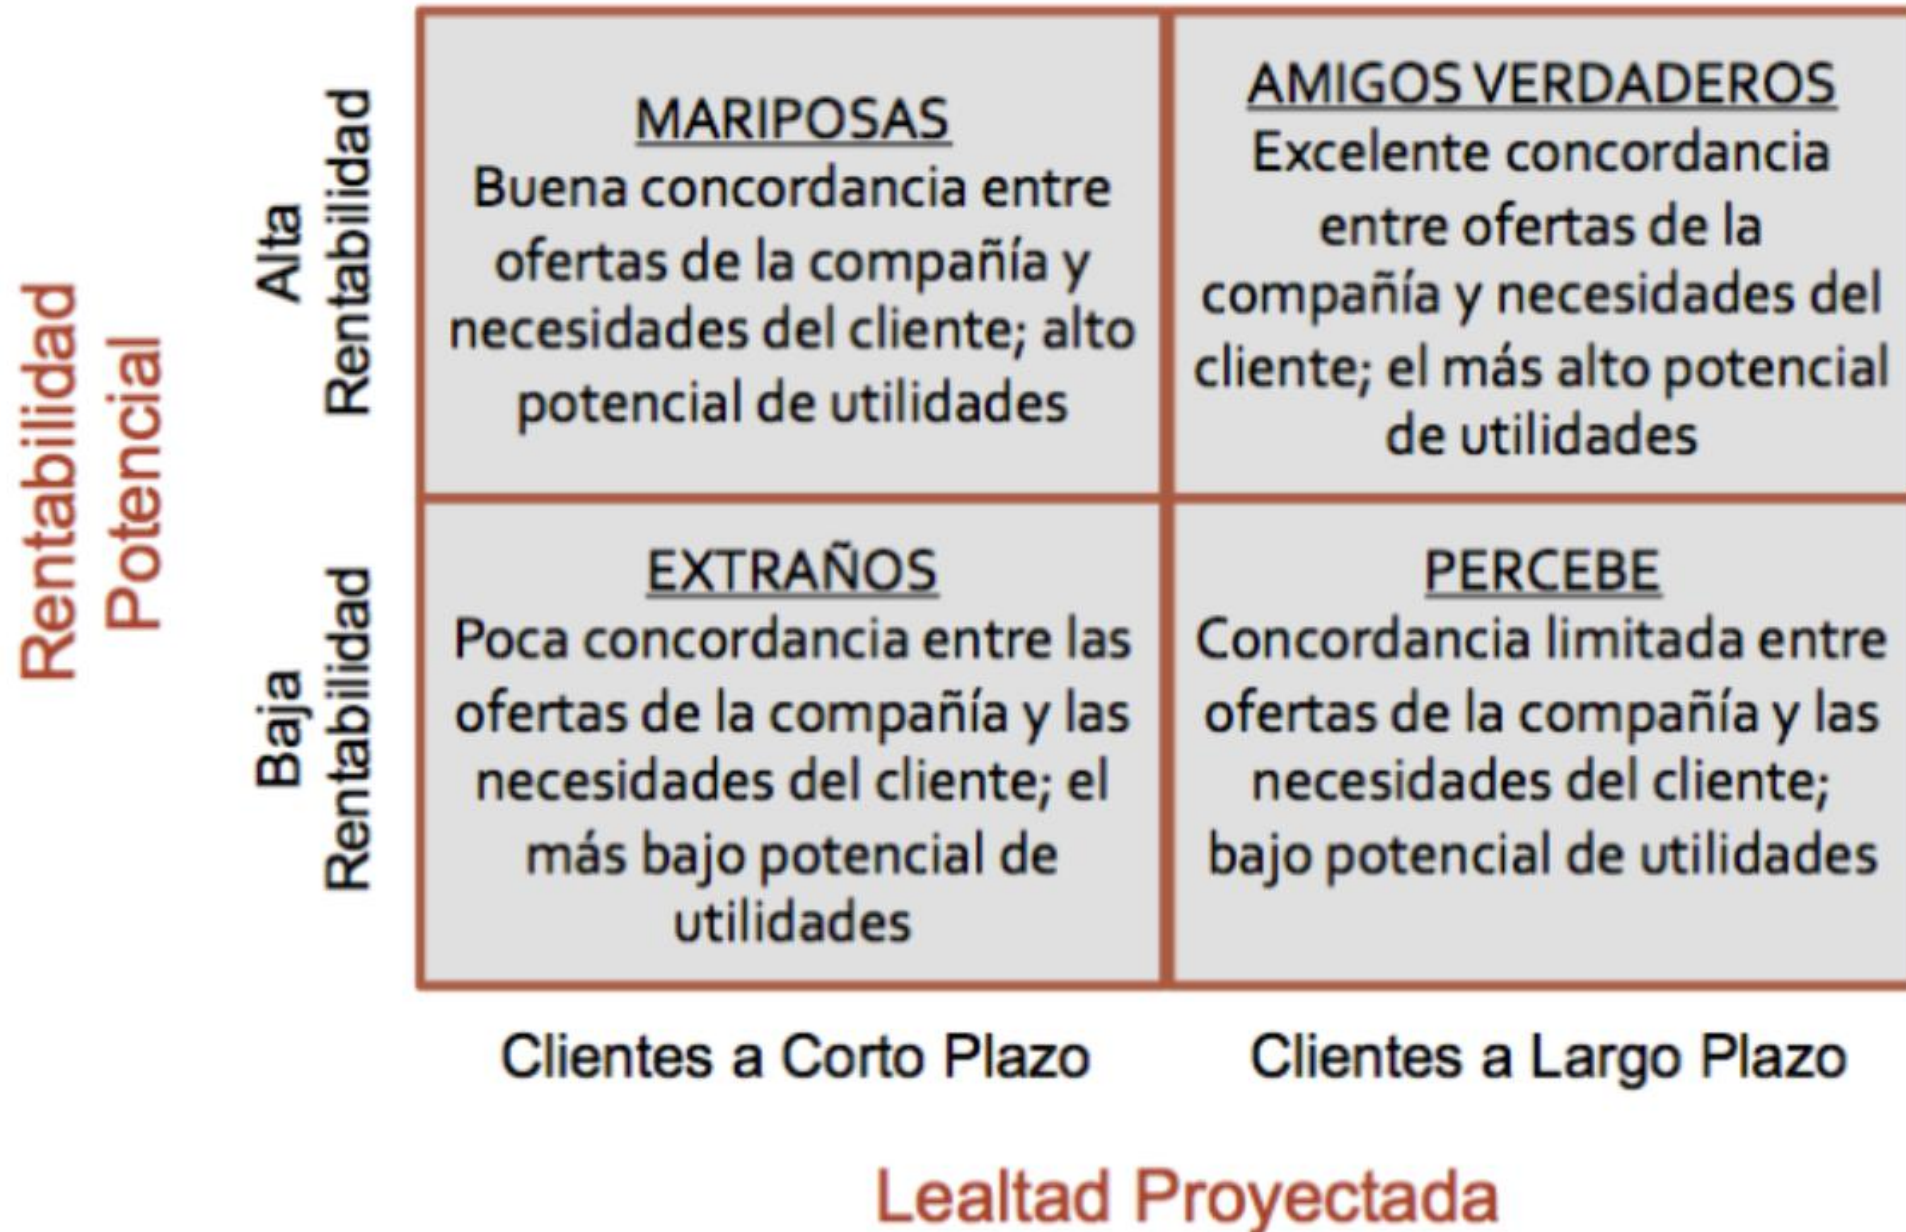 Rentabilidad
Potencial
Alta
Rentabilidad
MARIPOSAS
Buena concordancia entre
ofertas de la compañía y
necesidades del cliente; alto
potencial de utilidades
AMIGOS VERDADEROS
Excelente concordancia
entre ofertas de la
compañía y necesidades del
cliente; el más alto potencial
de utilidades
Baja
Rentabilidad
EXTRAÑOS
Poca concordancia entre las
ofertas de la compañía y las
necesidades del cliente; el
más bajo potencial de
utilidades
PERCEBE
Concordancia limitada entre
ofertas de la compañía y las
necesidades del cliente;
bajo potencial de utilidades
Clientes a Corto Plazo
Clientes a Largo Plazo
Lealtad Proyectada